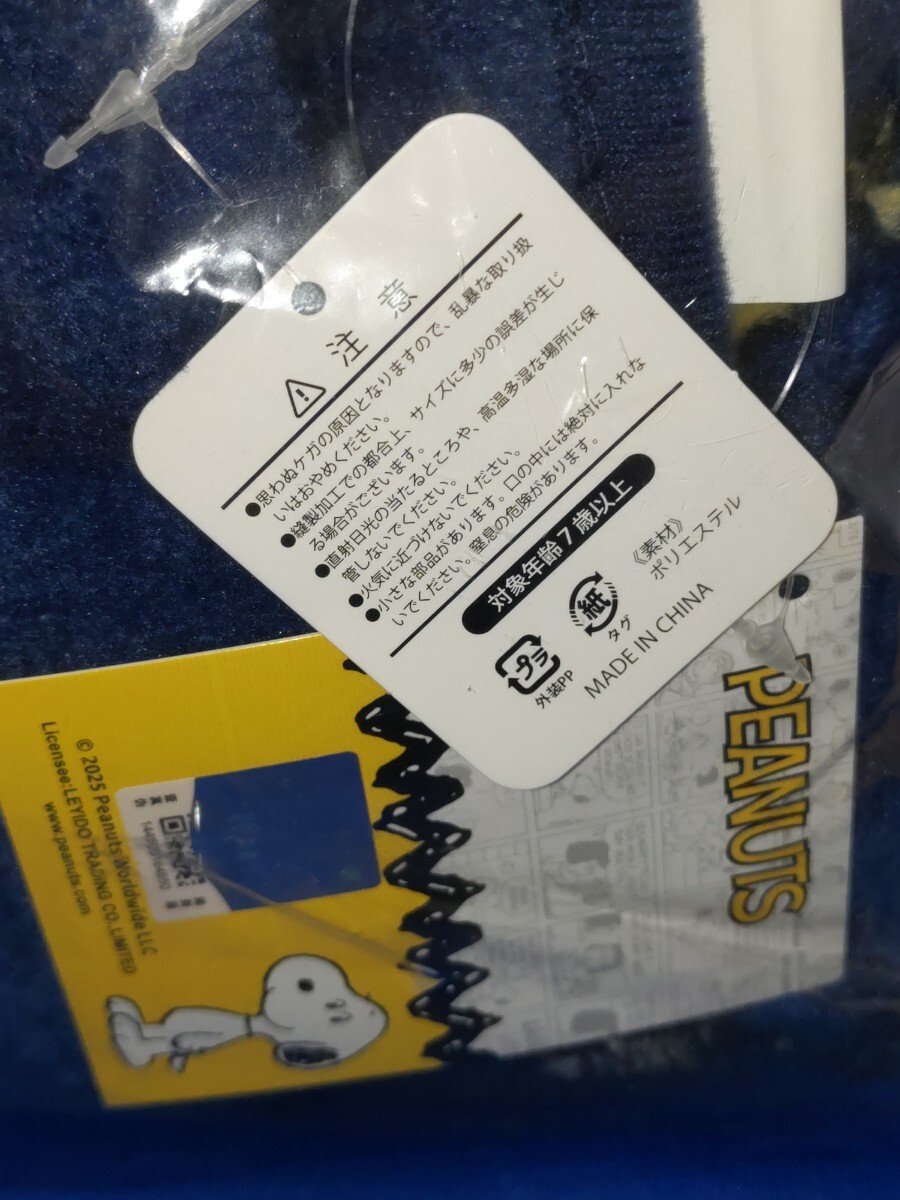 注意
●思わぬケガの原因となりますので、乱暴な取り扱
いはおやめください。
●縫製加工での都合上、サイズに多少の誤差が生じ
る場合がございます。
●直射日光の当たるところや、高温多湿な場所に保
管しないでください。
●火気に近づけないでください。
●小さな部品があります。口の中には絶対に入れな
いでください。窒息の危険があります。
対象年齢7歳以上
プラ
外装PP
紙
タグ
《素材》
ポリエステル
MADE IN CHINA
PEANUTS
© 2025 Peanuts Worldwide LLC
Licensee:LEYIDO TRADING CO.,LIMITED
www.peanuts.com